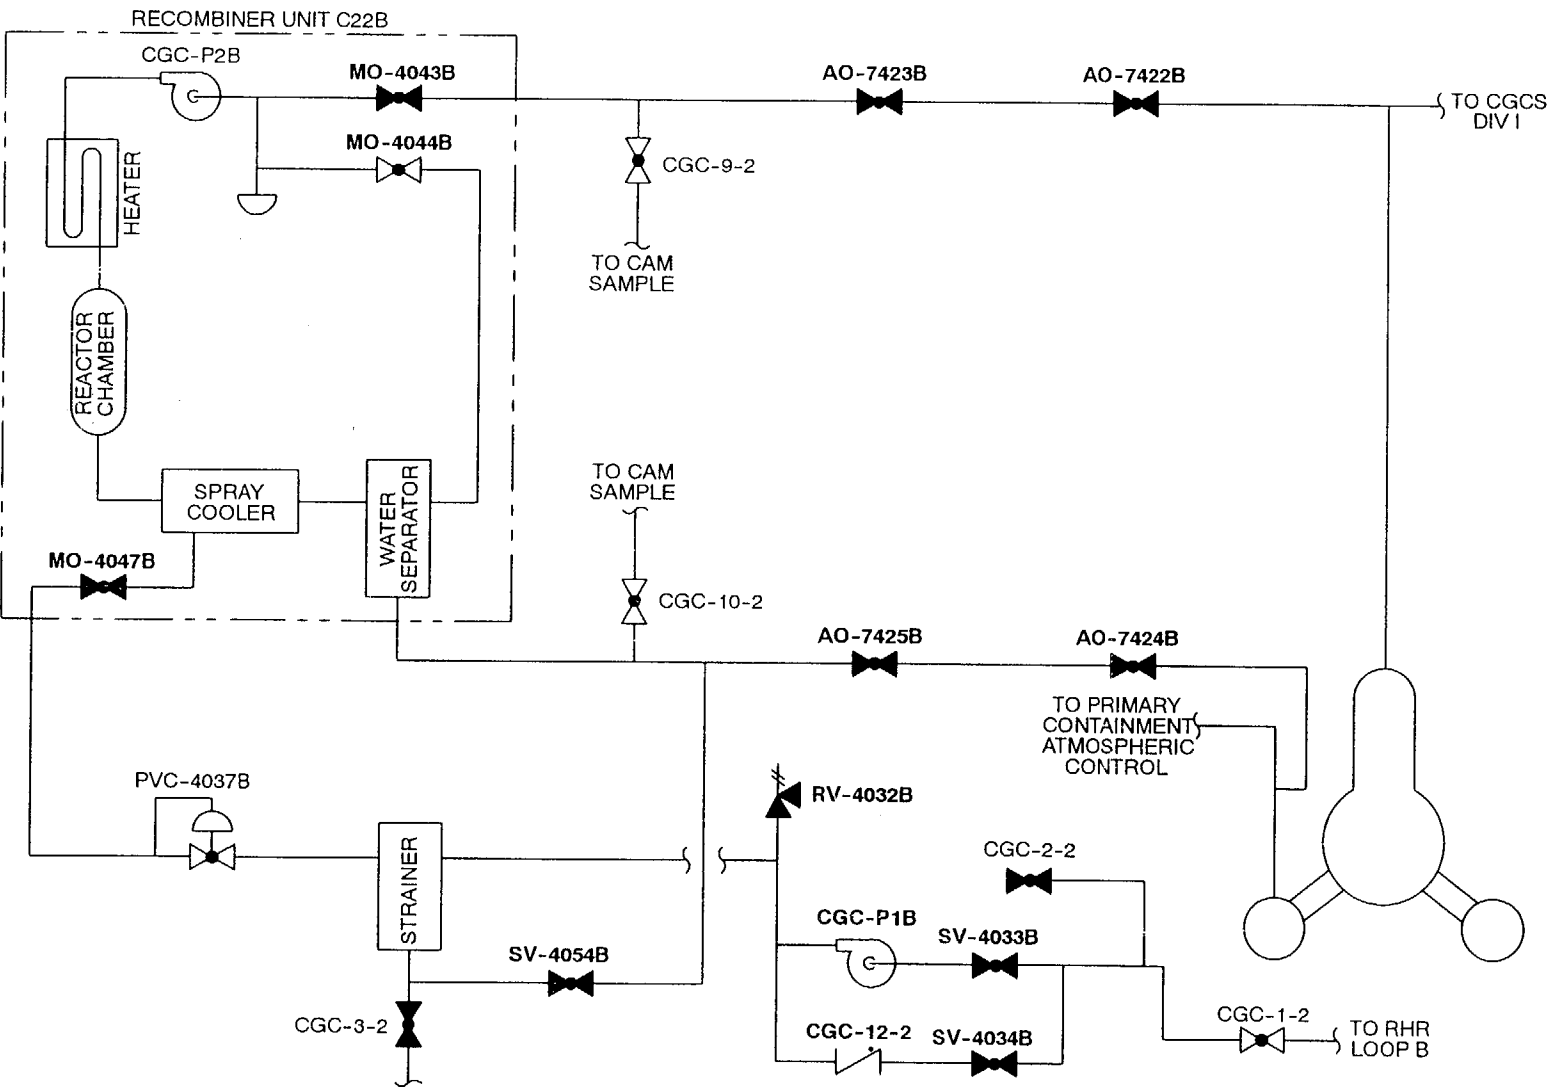 RECOMBINER UNIT C22B
CGC-P2B
MO-4043B
AO-7423B
AO-7422B
TO CGCS
DIV I
MO-4044B
CGC-9-2
HEATER
TO CAM
SAMPLE
REACTOR
CHAMBER
TO CAM
SAMPLE
SPRAY
COOLER
WATER
SEPARATOR
MO-4047B
CGC-10-2
AO-7425B
AO-7424B
TO PRIMARY
CONTAINMENT
ATMOSPHERIC
CONTROL
PVC-4037B
RV-4032B
STRAINER
CGC-2-2
CGC-P1B
SV-4033B
SV-4054B
CGC-3-2
CGC-12-2
SV-4034B
CGC-1-2
TO RHR
LOOP B